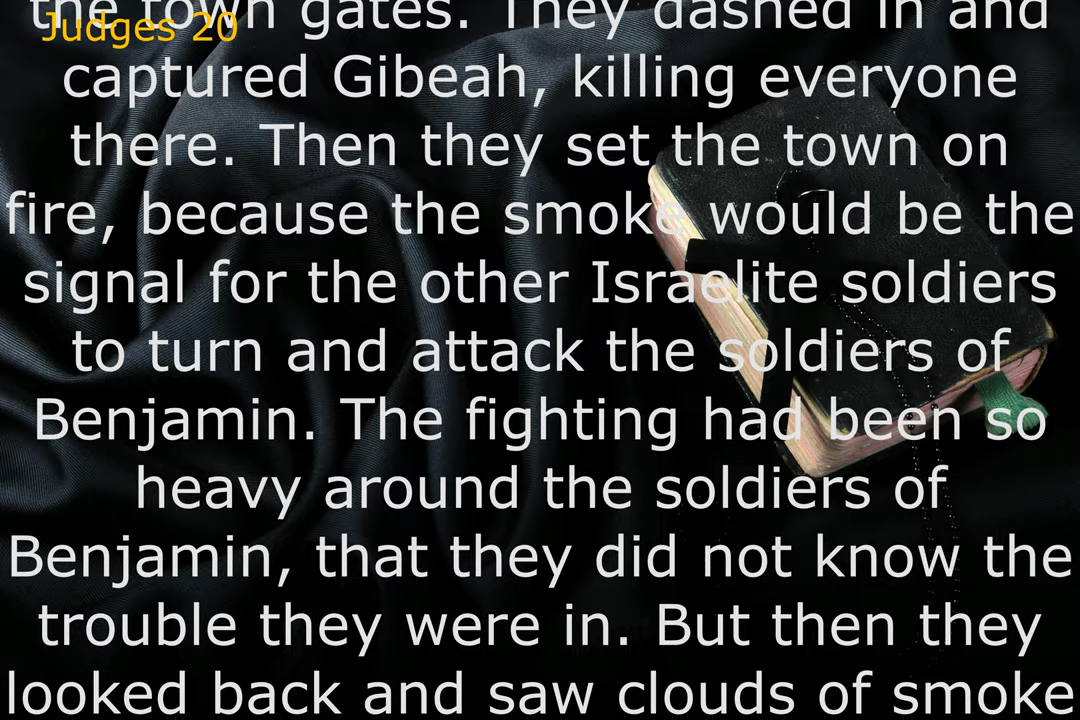 the town gates. They dashed in and
Judges 20
captured Gibeah, killing everyone
there. Then they set the town on
fire, because the smoke would be the
signal for the other Israelite soldiers
to turn and attack the soldiers of
Benjamin. The fighting had been so
heavy around the soldiers of
Benjamin, that they did not know the
trouble they were in. But then they
looked back and saw clouds of smoke